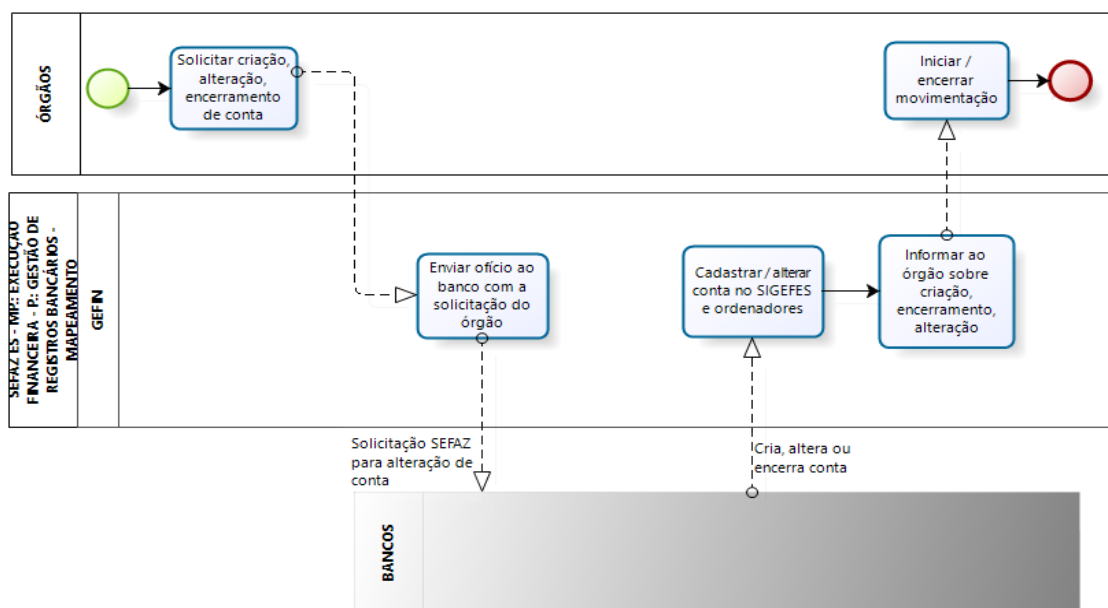 ÓRGÃOS
Solicitar criação,
alteração,
encerramento
de conta
Iniciar /
encerrar
movimentação
SEFAZ ES - MP: EXECUÇÃO
FINANCEIRA - P.: GESTÃO DE
REGISTROS BANCÁRIOS -
MAPEAMENTO
GEFIN
Enviar ofício ao
banco com a
solicitação do
órgão
Cadastrar / alterar
conta no SIGEFES
e ordenadores
Informar ao
órgão sobre
criação,
encerramento,
alteração
Solicitação SEFAZ
para alteração de
conta
Cria, altera ou
encerra conta
BANCOS